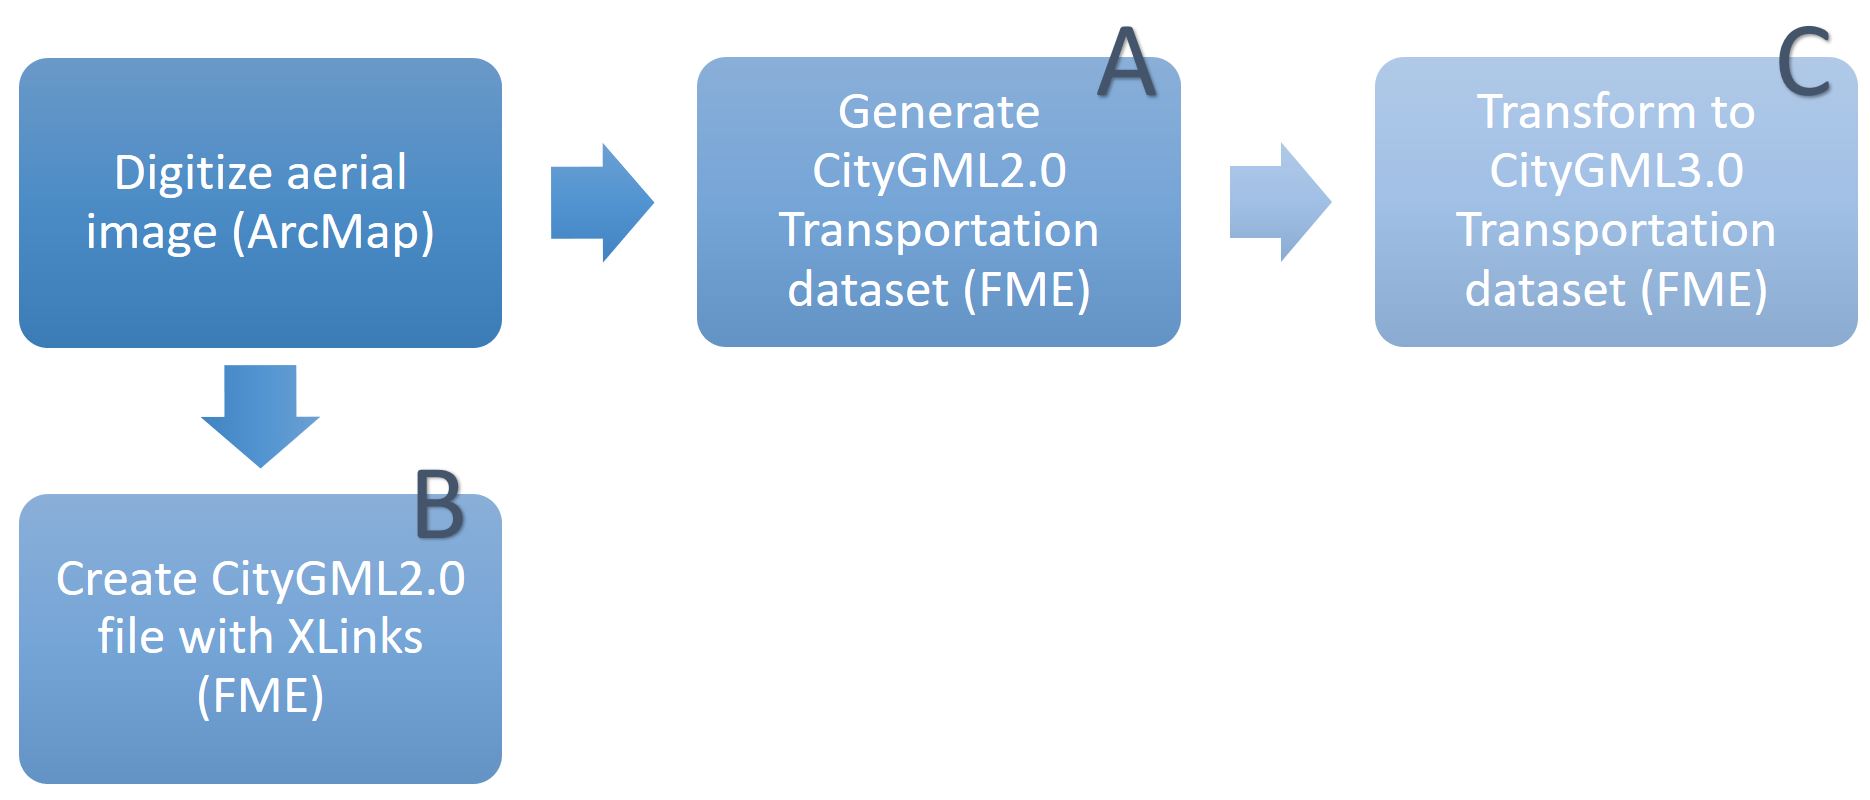 Digitize aerial
image (ArcMap)
A
Generate
CityGML2.0
Transportation
dataset (FME)
C
Transform to
CityGML3.0
Transportation
dataset (FME)
B
Create CityGML2.0
file with XLinks
(FME)